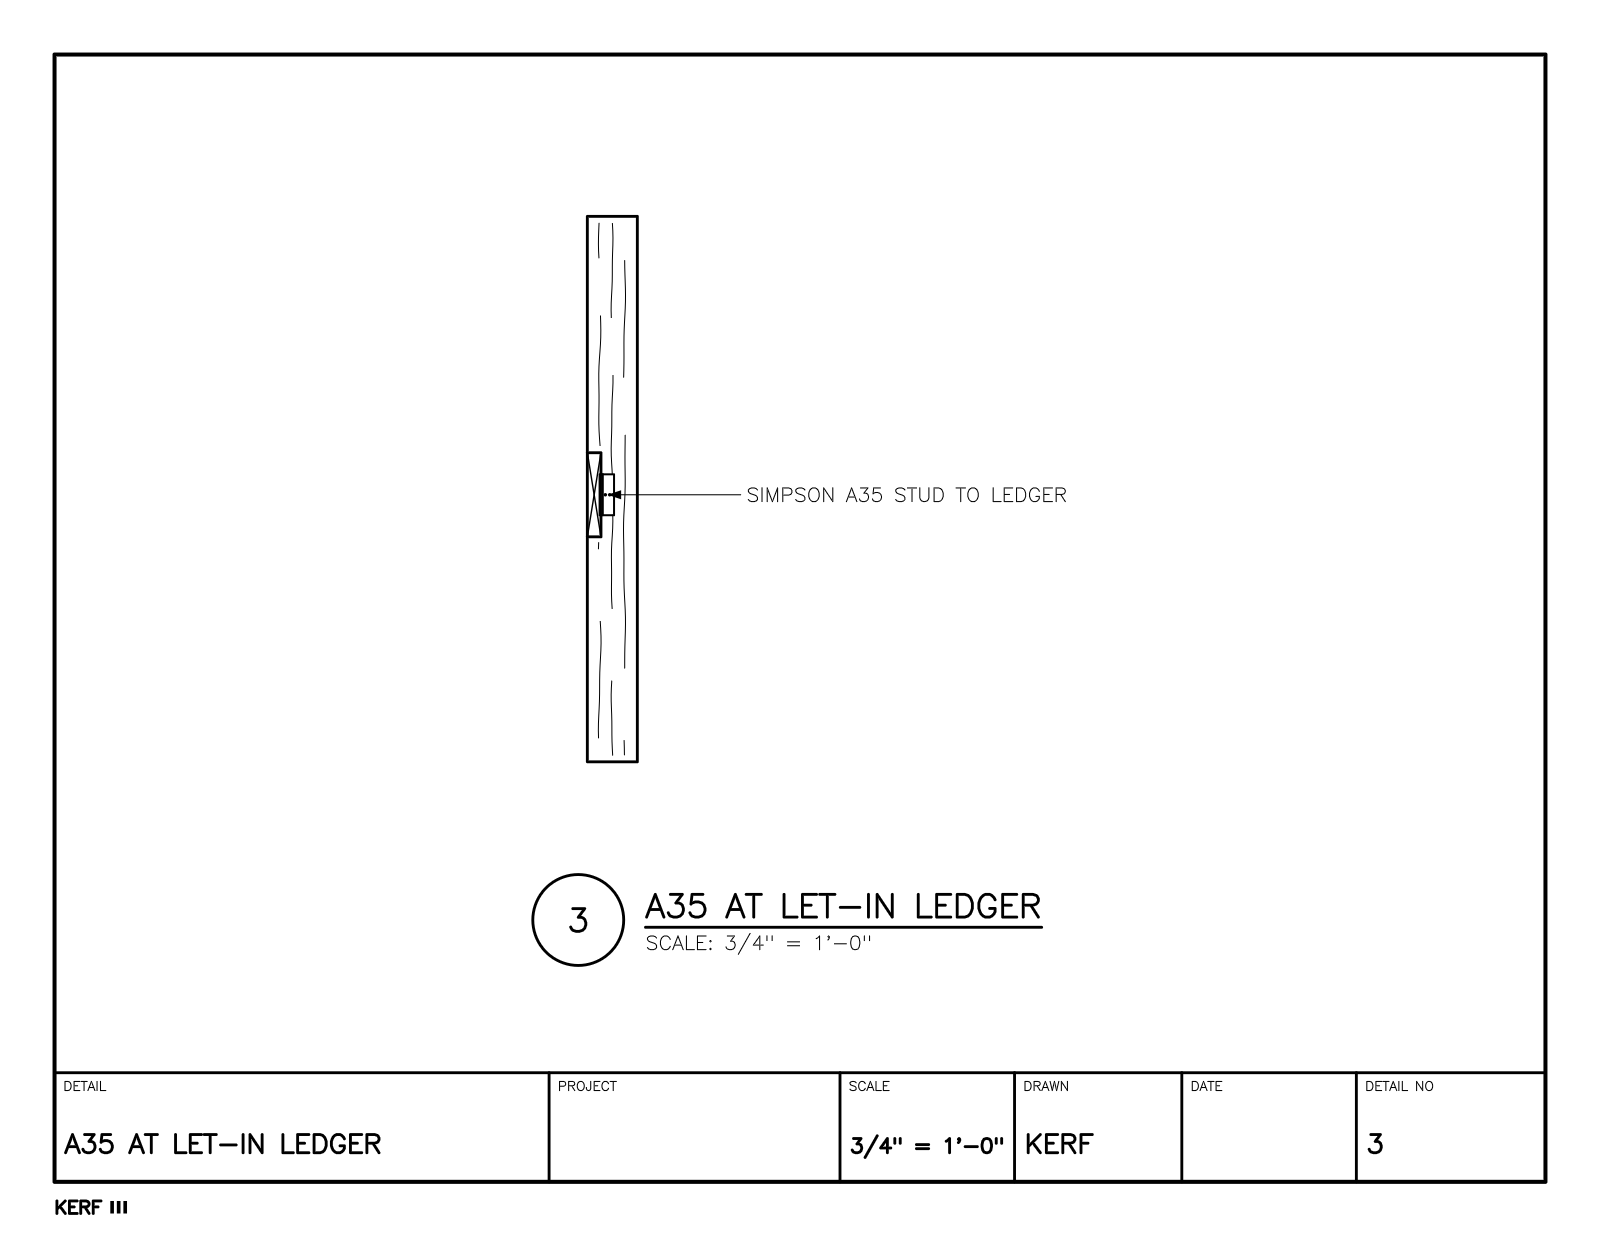 SIMPSON A35 STUD TO LEDGER
3
A35 AT LET-IN LEDGER
SCALE: 3/4" = 1'-0"
DETAIL
A35 AT LET-IN LEDGER
PROJECT
SCALE
3/4" = 1'-0"
DRAWN
KERF
DATE
DETAIL NO
3
KERF III